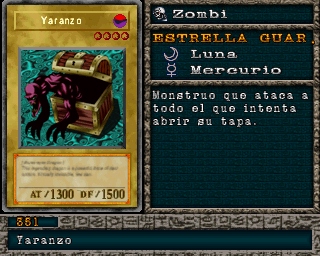 Yaranzo
AT/1300 DF/1500
Zombi
ESTRELLA GUAR.
Luna
Mercurio
Monstruo que ataca a
todo el que intenta
abrir su tapa.
351
Yaranzo